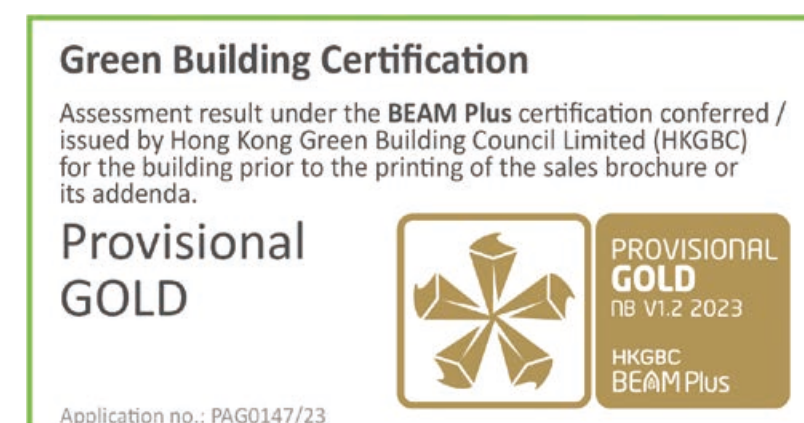 Green Building Certification
Assessment result under the BEAM Plus certification conferred /
issued by Hong Kong Green Building Council Limited (HKGBC)
for the building prior to the printing of the sales brochure or
its addenda.
Provisional
GOLD
PROVISIONAL
GOLD
NB V1.2 2023
HKGBC
BEAM Plus
Application no.: PAG0147/23